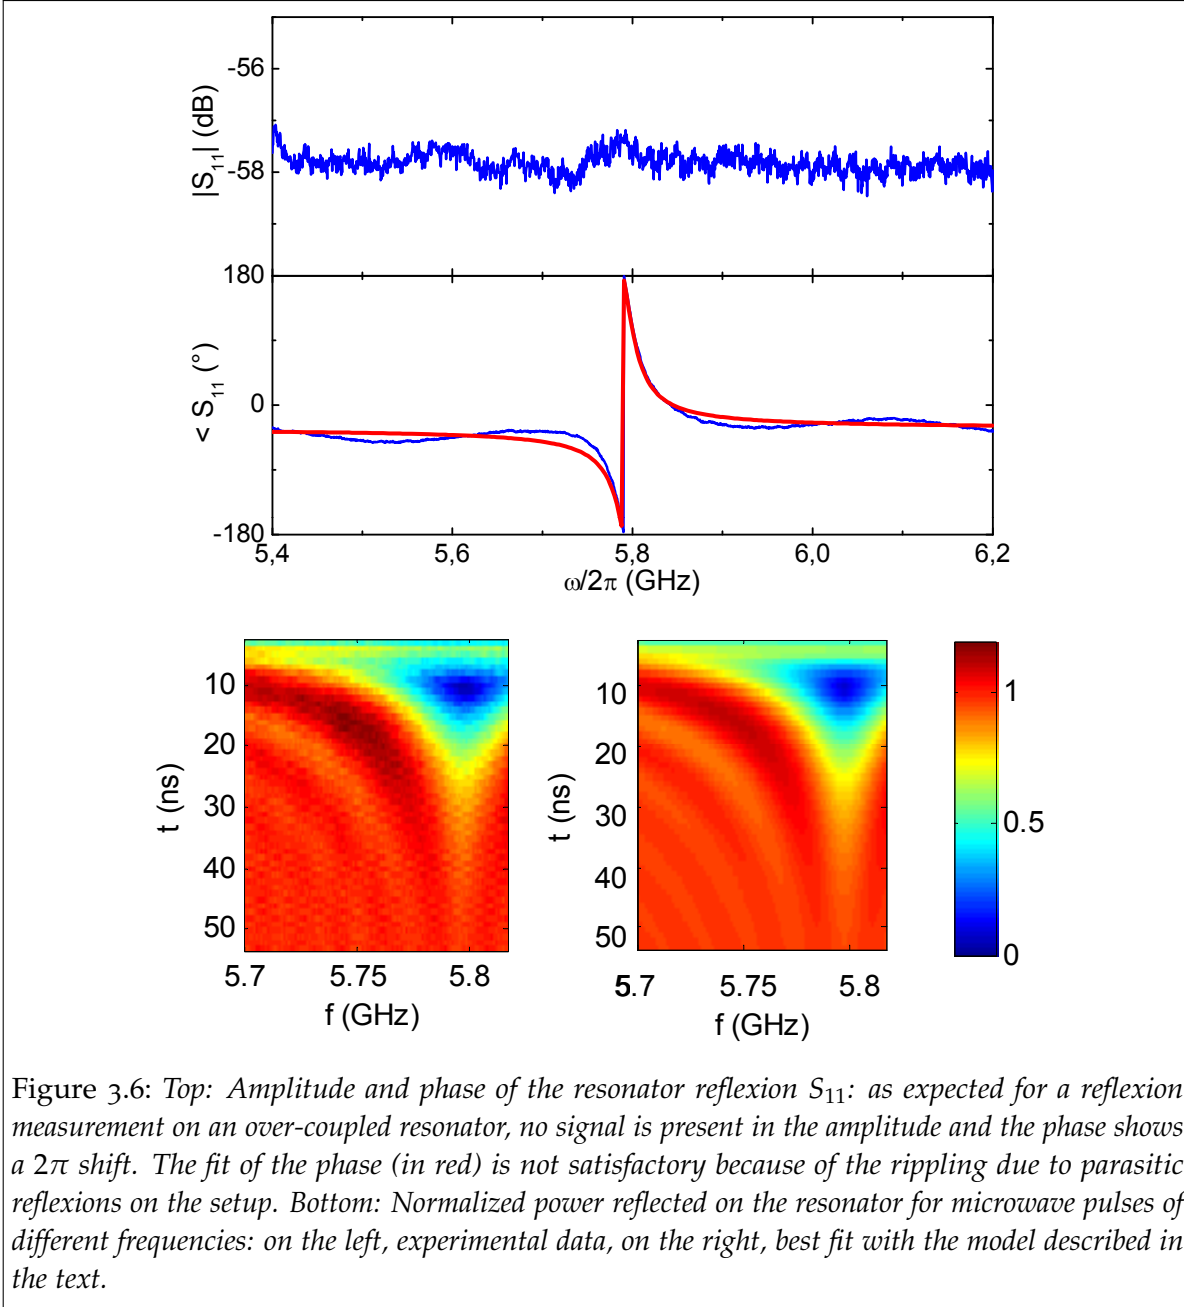 -56
|S₁₁| (dB)
-58
180
< S₁₁ (°)
0
-180
5,4 5,6 5,8 6,0 6,2
ω/2π (GHz)
10
20
t (ns)
30
40
50
5.7 5.75 5.8
f (GHz)
10
20
t (ns)
30
40
50
5.7 5.75 5.8
f (GHz)
1
0.5
0
Figure 3.6: Top: Amplitude and phase of the resonator reflexion S₁₁: as expected for a reflexion
measurement on an over-coupled resonator, no signal is present in the amplitude and the phase shows
a 2π shift. The fit of the phase (in red) is not satisfactory because of the rippling due to parasitic
reflexions on the setup. Bottom: Normalized power reflected on the resonator for microwave pulses of
different frequencies: on the left, experimental data, on the right, best fit with the model described in
the text.